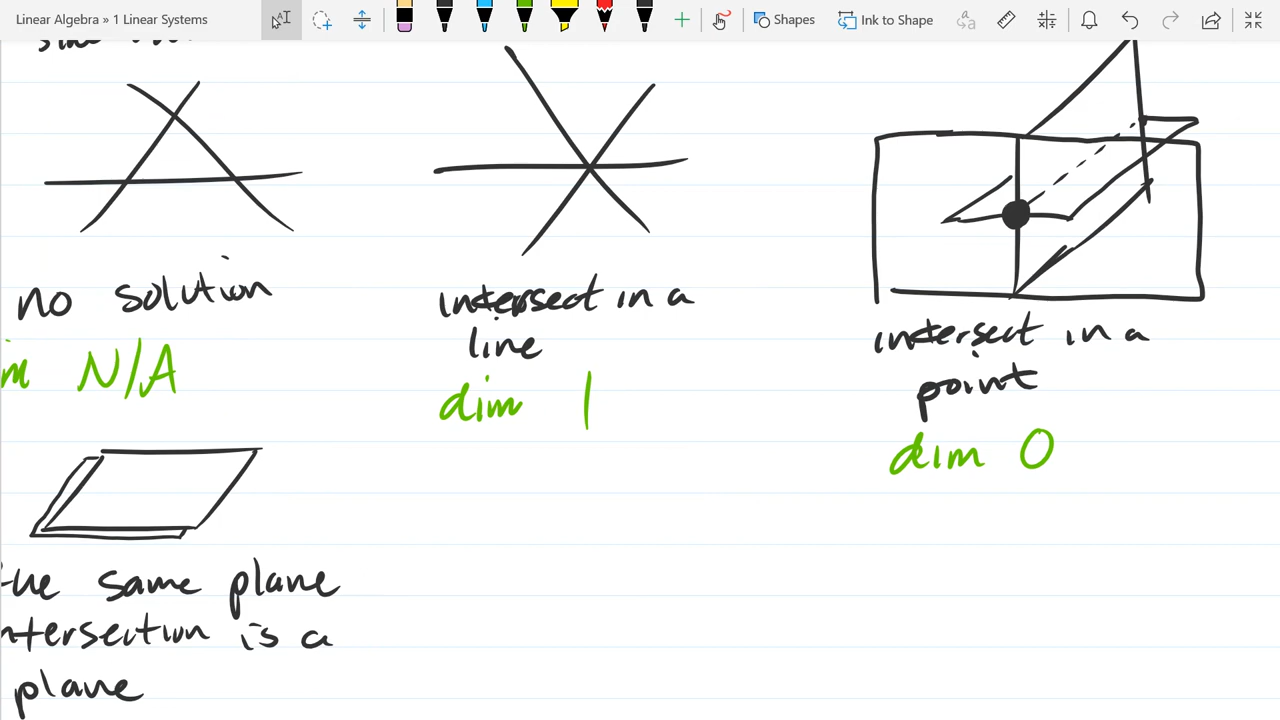 Linear Algebra » 1 Linear Systems
Shapes
Ink to Shape
no solution
N/A
intersect in a
line
dim 1
intersect in a
point
dim 0
the same plane
intersection is a
plane